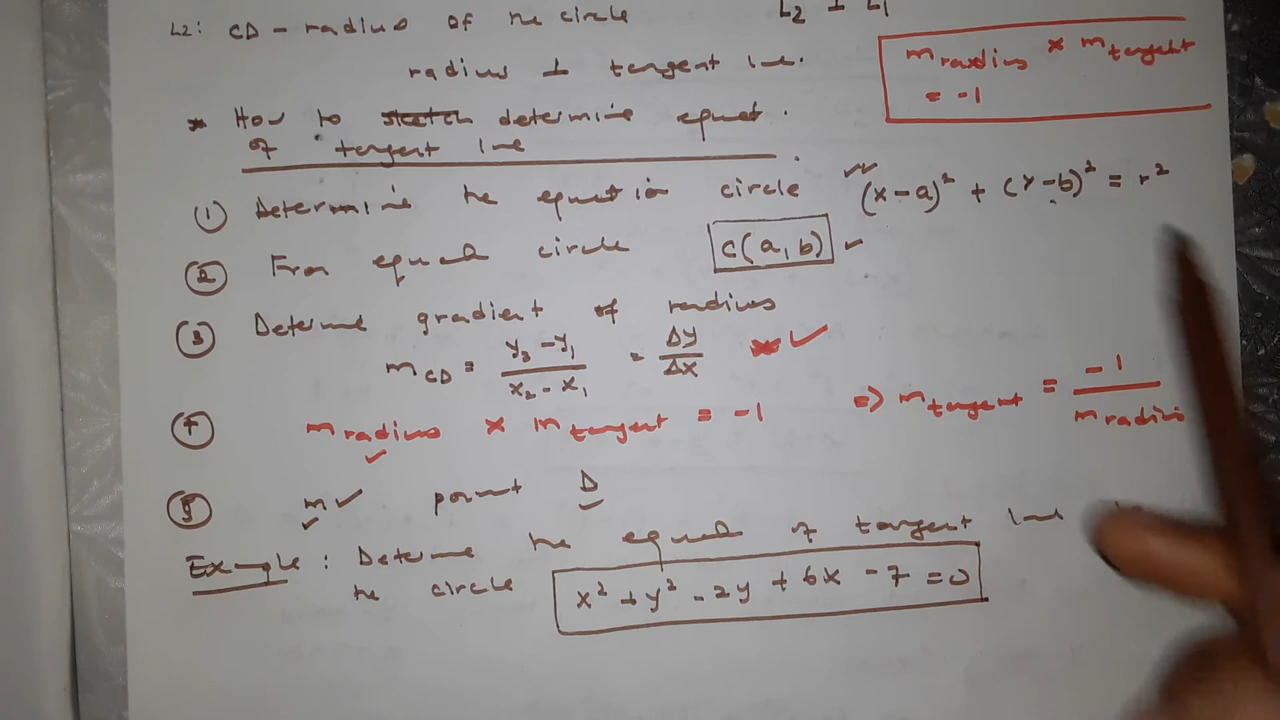 L2: CD - radius of the circle L2 ⊥ L1
radius ⊥ tangent line.
m radius × m tangent
= -1
* How to sketch determine equat.
of tangent line
① Determine the equation circle (x-a)² + (y-b)² = r²
② From equat circle C(a,b)
③ Determine gradient of radius
m CD = y₂ - y₁ / x₂ - x₁ = Δy / Δx
④ m radius × m tangent = -1 => m tangent = -1 / m radius
⑤ m point D
Example: Determine the equat of tangent line
the circle x² + y² - 2y + 6x - 7 = 0